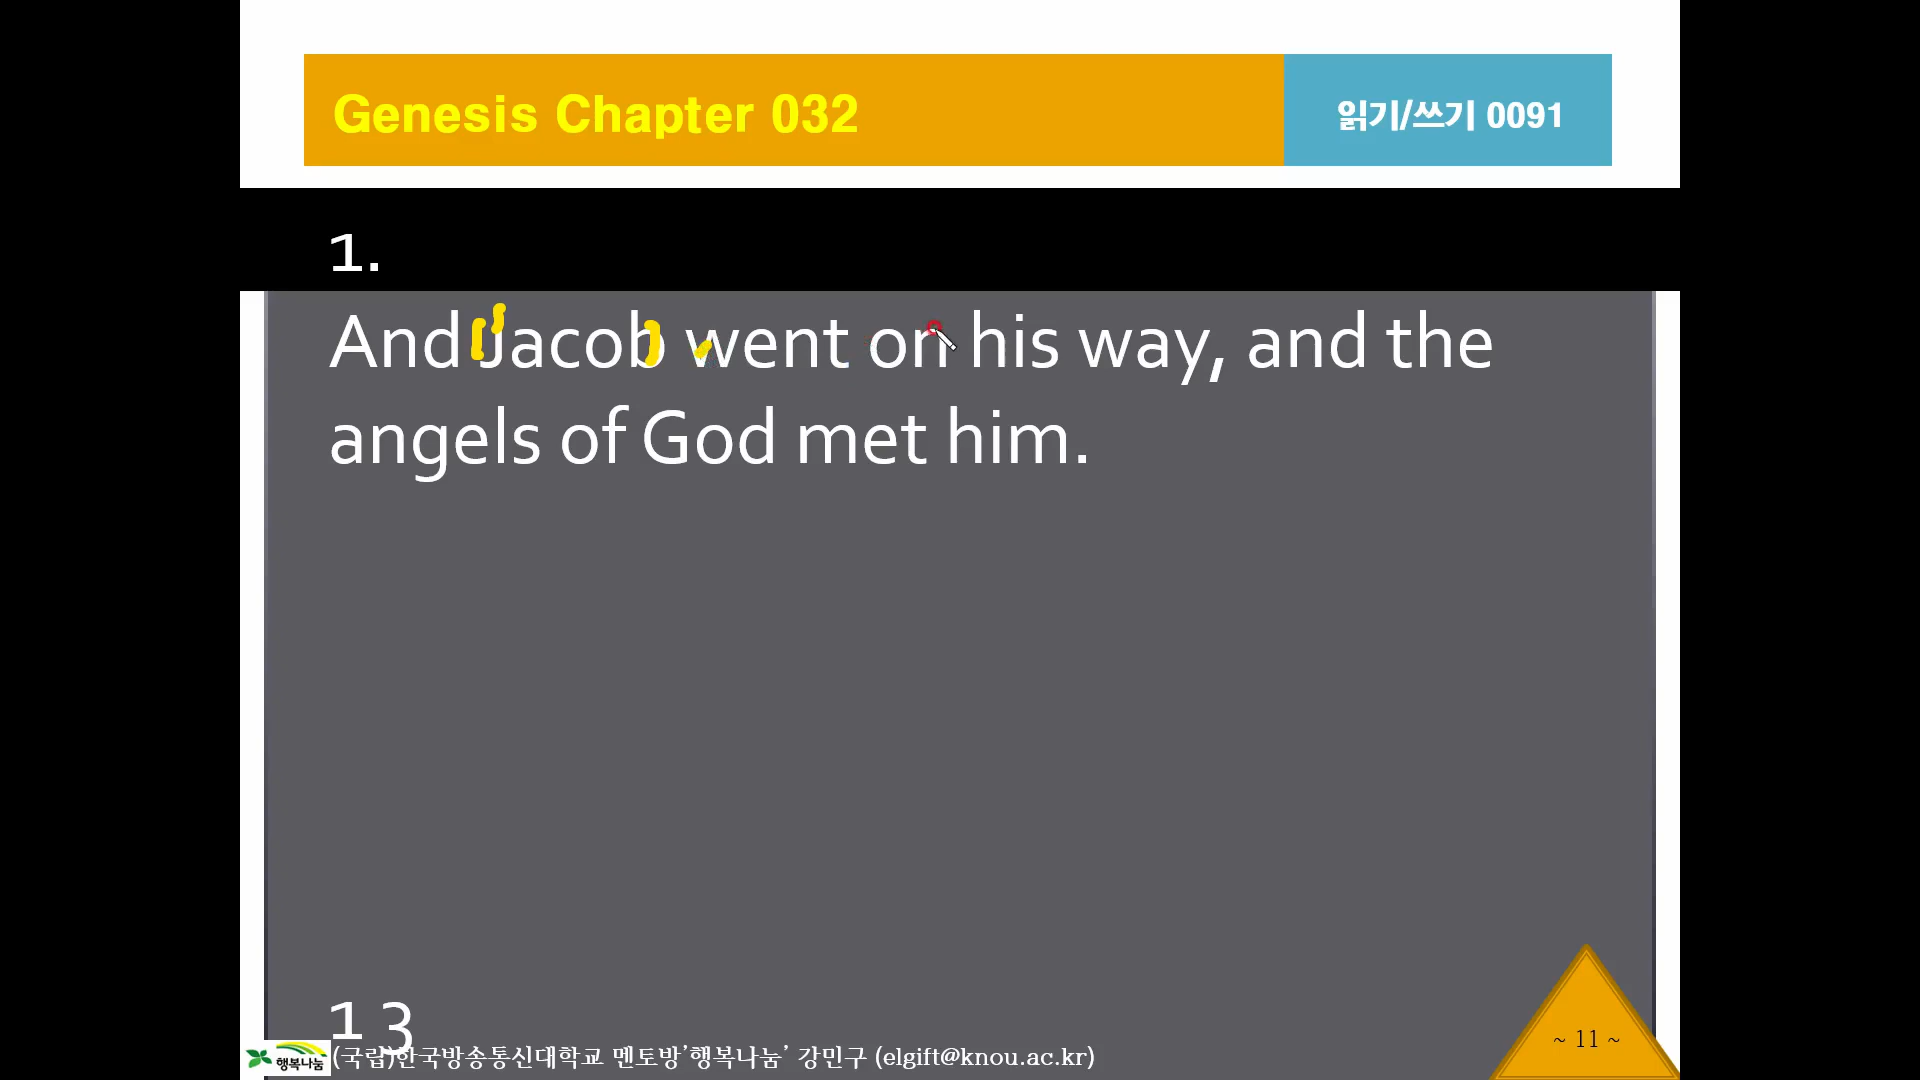 Genesis Chapter 032
읽기/쓰기 0091
1.
And Jacob went on his way, and the
angels of God met him.
13
행복나눔 (국립)한국방송통신대학교 멘토방'행복나눔' 강민구 (elgift@knou.ac.kr)
~ 11 ~